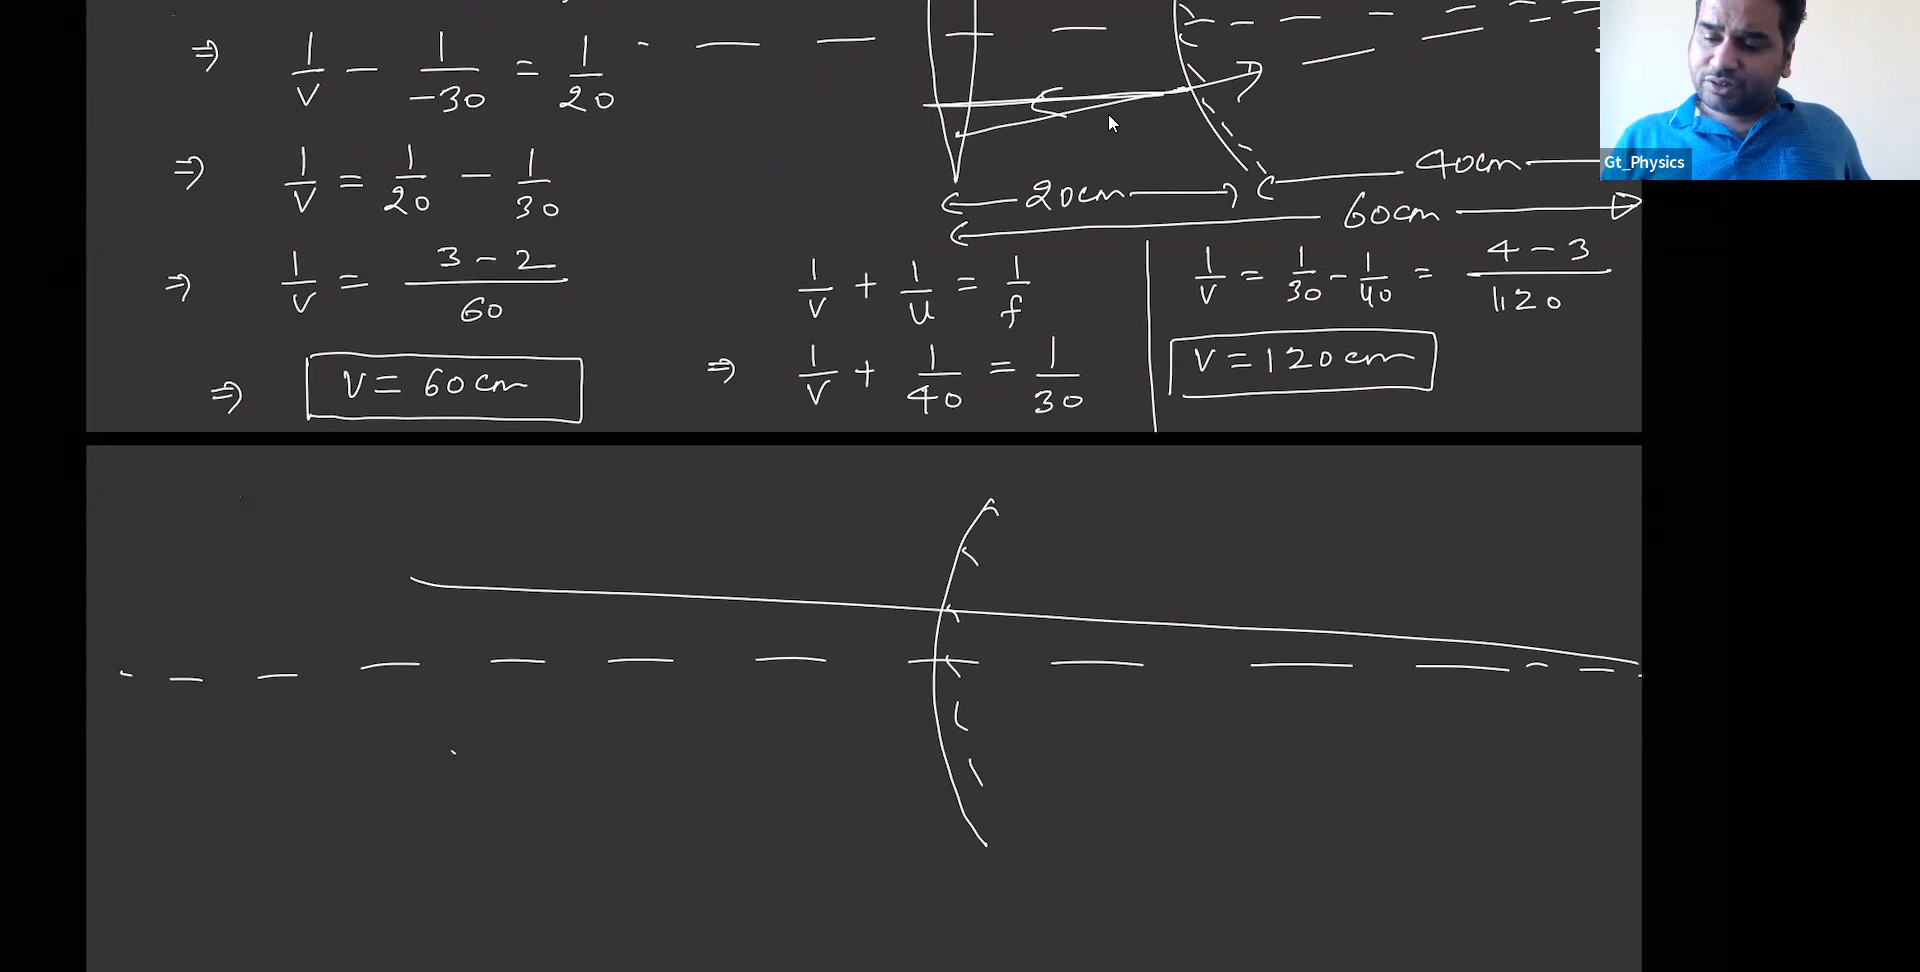 ⇒ 1/v - 1/-30 = 1/20
⇒ 1/v = 1/20 - 1/30
⇒ 1/v = 3 - 2/60
⇒ v = 60 cm
40cm
20cm
60cm
1/v + 1/u = 1/f
⇒ 1/v + 1/40 = 1/30
1/v = 1/30 - 1/40 = 4 - 3/120
v = 120 cm
Gt_Physics